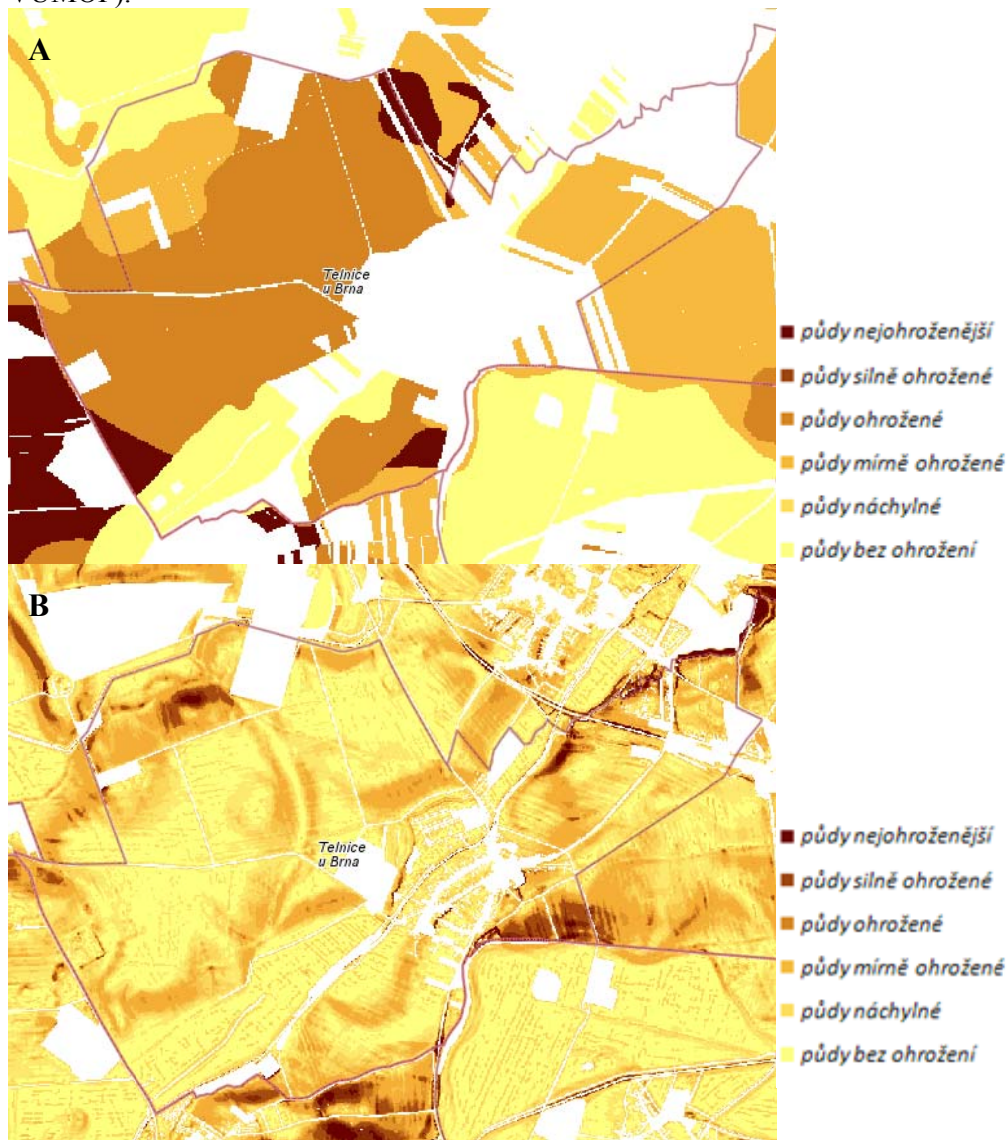 VÚMOP).
A
Telnice
u Brna
půdy nejohroženější
půdy silně ohrožené
půdy ohrožené
půdy mírně ohrožené
půdy náchylné
půdy bez ohrožení
B
Telnice
u Brna
půdy nejohroženější
půdy silně ohrožené
půdy ohrožené
půdy mírně ohrožené
půdy náchylné
půdy bez ohrožení